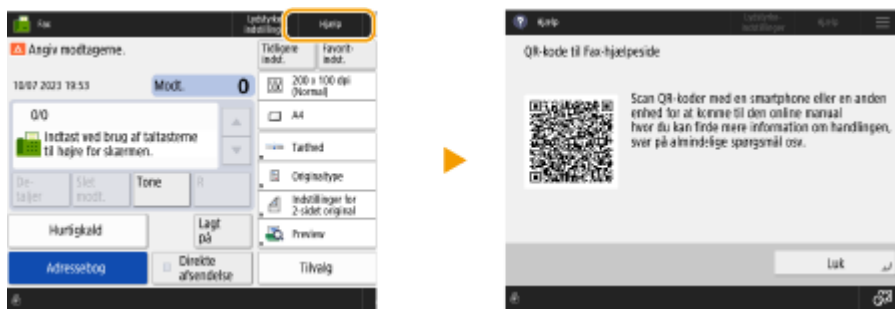 Fax
Lydstyrke-
indstillinger
Hjælp
Angiv modtagerne.
Tidligere
indst.
Favorit-
indst.
10/07 2023 19:53
Modt.
0
200 x 100 dpi
(Normal)
0/0
Indtast ved brug af taltasterne
til højre for skærmen.
A4
Tæthed
De-
taljer
Slet
modt.
Tone
R
Originaltype
Indstillinger for
2-sidet original
Hurtigkald
Lagt
på
Preview
Adressebog
Direkte
afsendelse
Tilvalg
Hjælp
Lydstyrke-
indstillinger
Hjælp
QR-kode til Fax-hjælpeside
Scan QR-koder med en smartphone eller en anden
enhed for at komme til den online manual
hvor du kan finde mere information om handlingen,
svar på almindelige spørgsmål osv.
Luk